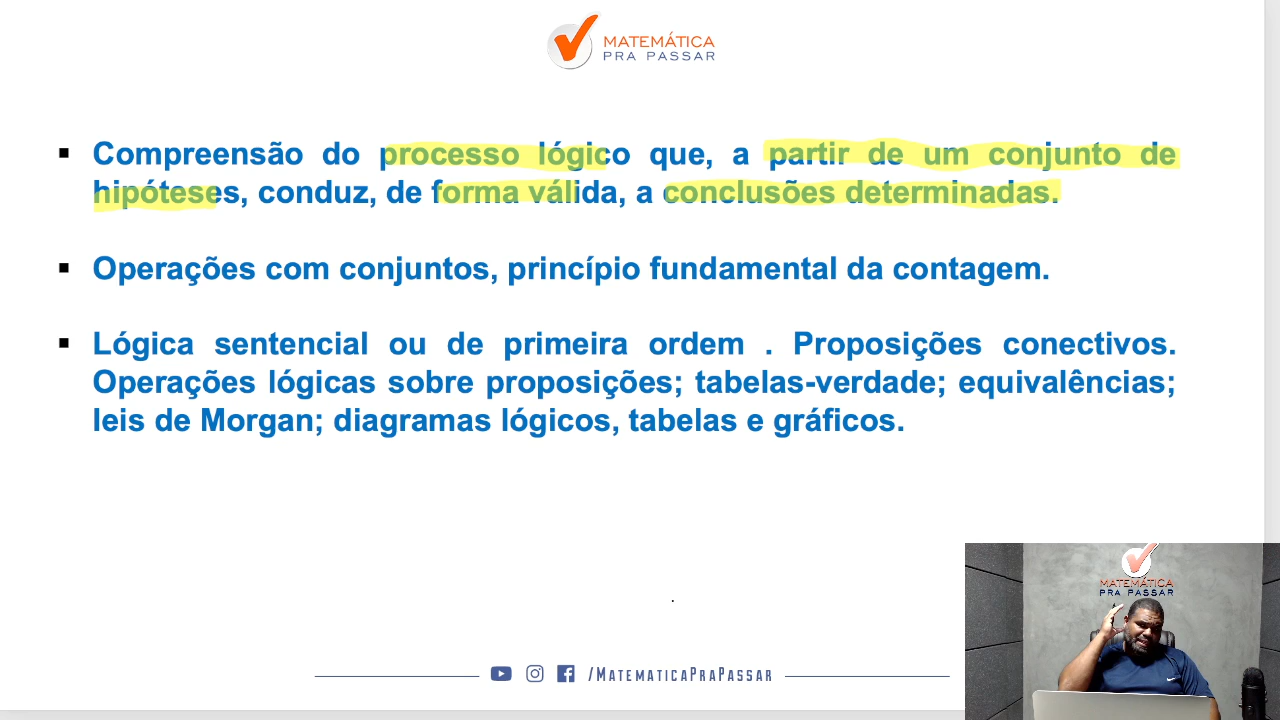 MATEMÁTICA
PRA PASSAR
▪ Compreensão do processo lógico que, a partir de um conjunto de
hipóteses, conduz, de forma válida, a conclusões determinadas.
▪ Operações com conjuntos, princípio fundamental da contagem.
▪ Lógica sentencial ou de primeira ordem . Proposições conectivos.
Operações lógicas sobre proposições; tabelas-verdade; equivalências;
leis de Morgan; diagramas lógicos, tabelas e gráficos.
MATEMÁTICA
PRA PASSAR
/MATEMATICAPRAPASSAR